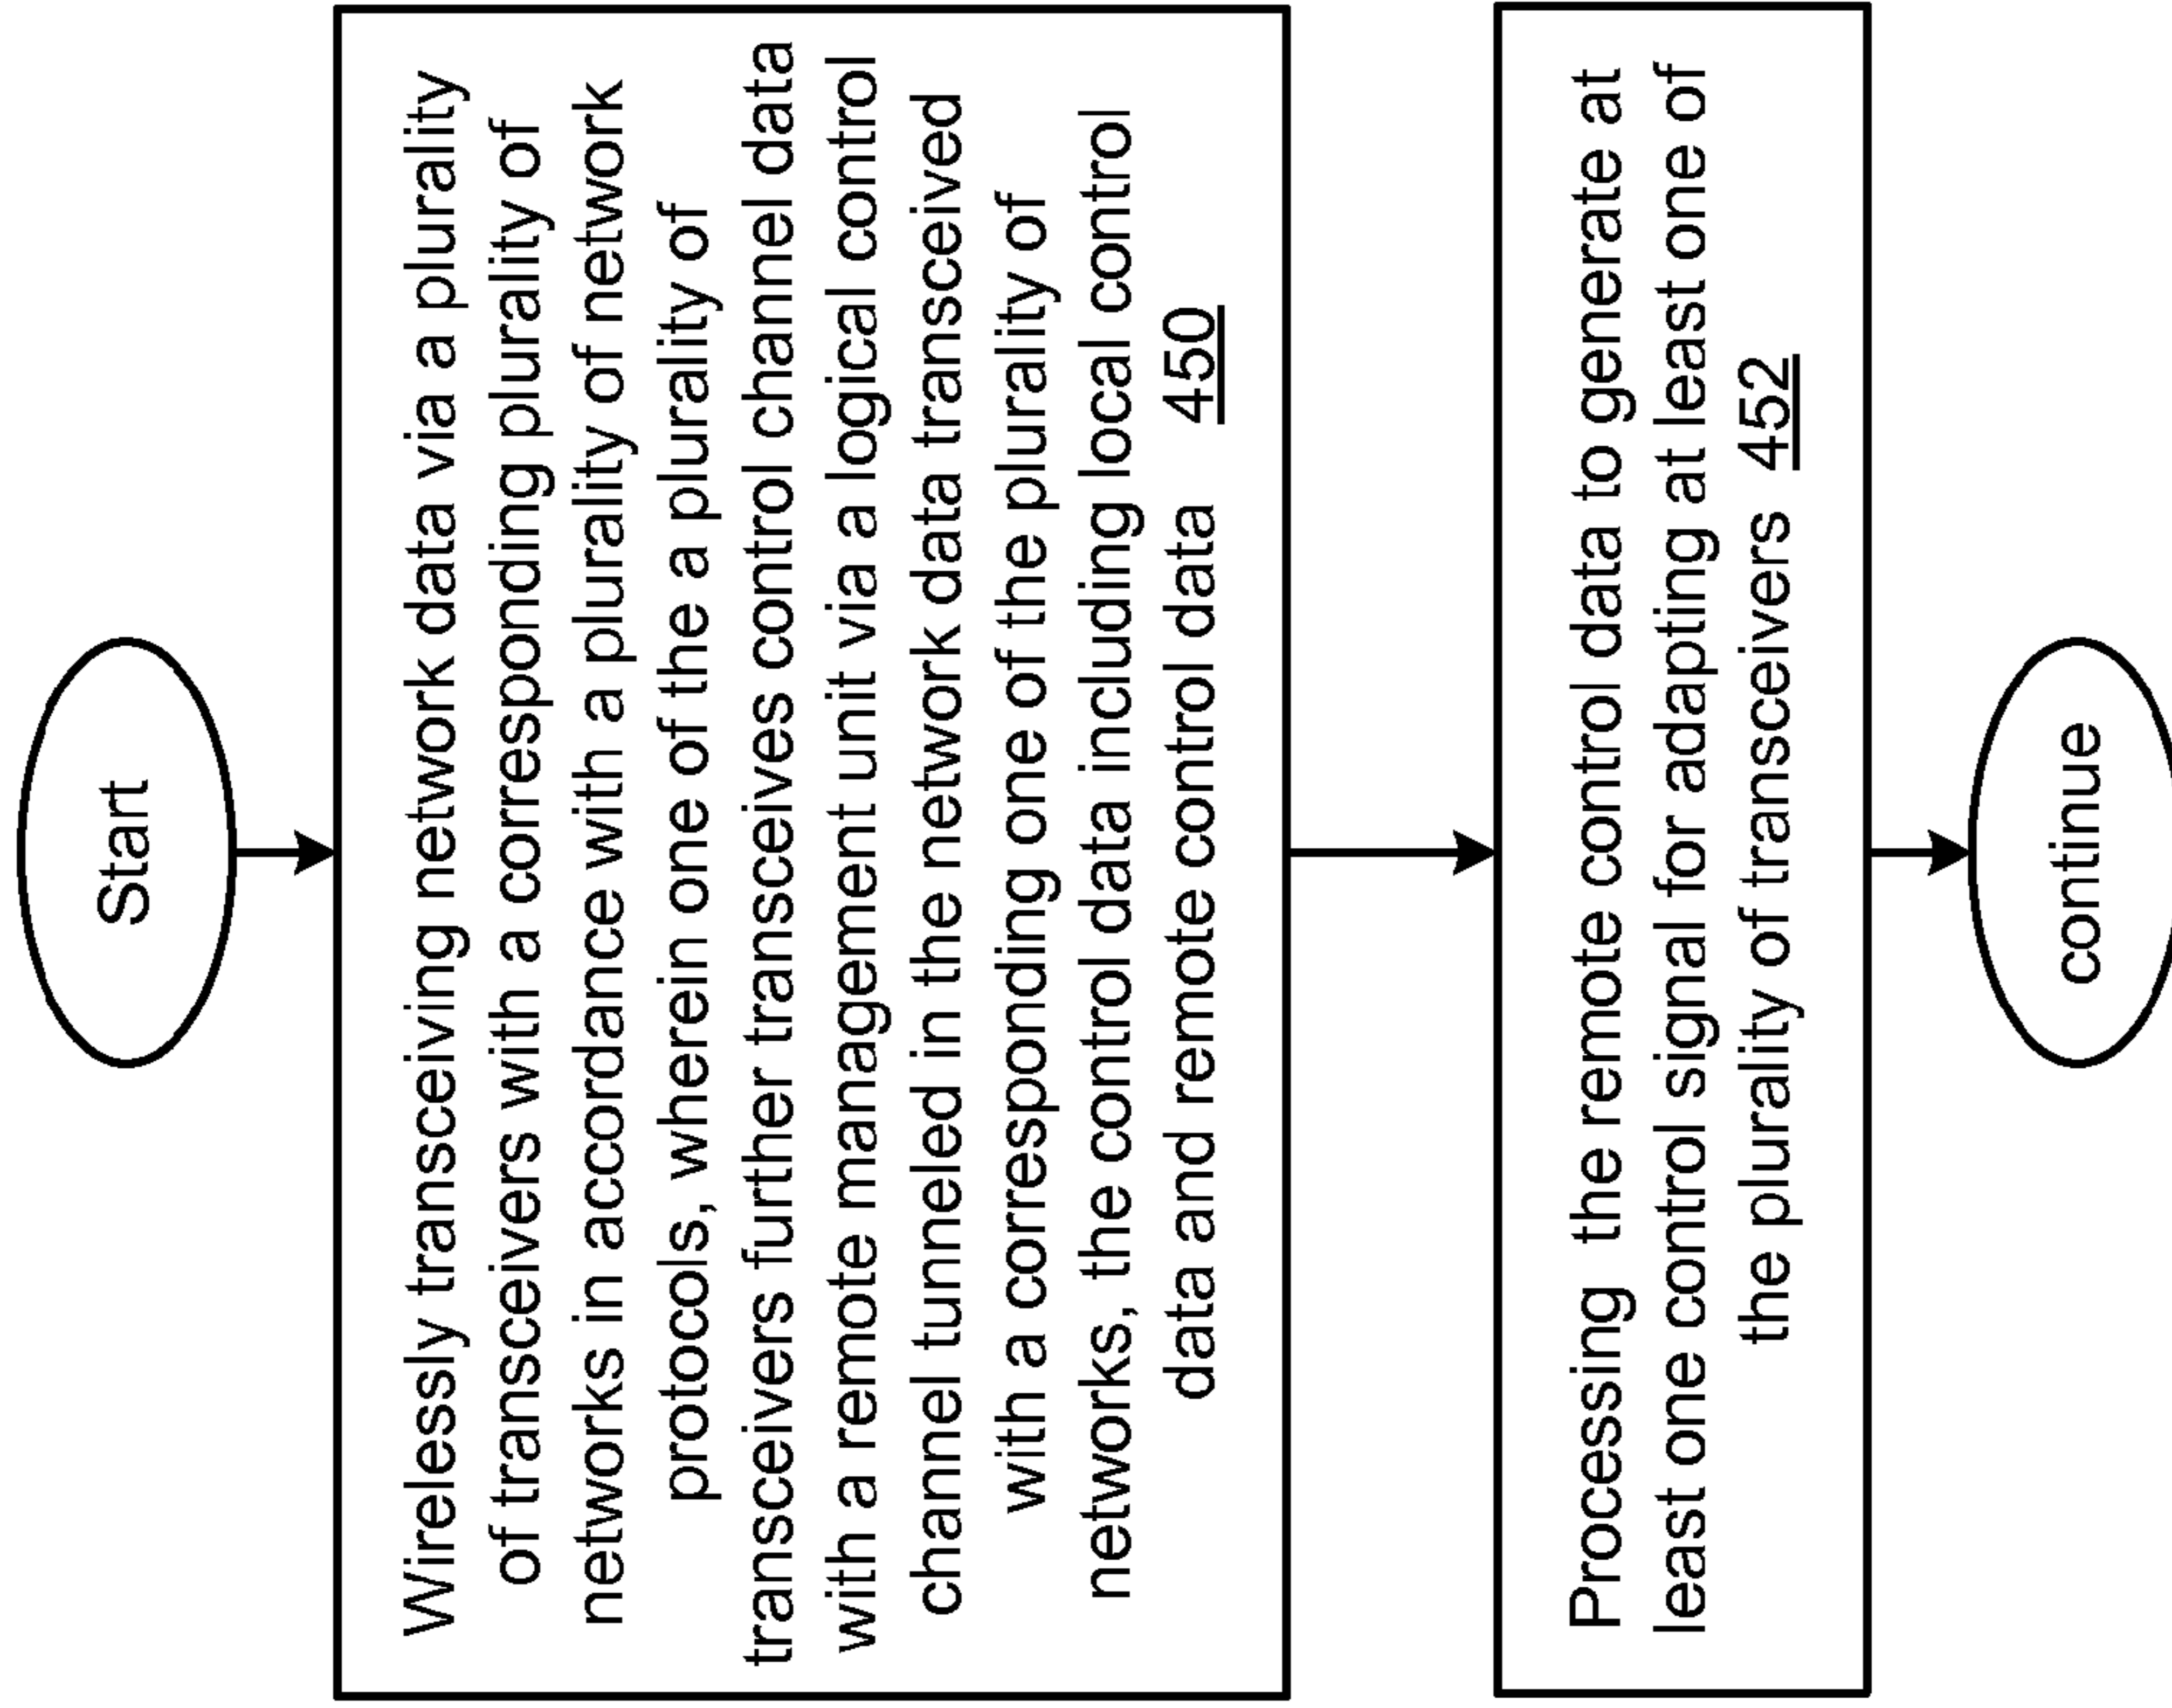 Start
Wirelessly transceiving network data via a plurality
of transceivers with a corresponding plurality of
networks in accordance with a plurality of network
protocols, wherein one of the a plurality of
transceivers further transceives control channel data
with a remote management unit via a logical control
channel tunneled in the network data transceived
with a corresponding one of the plurality of
networks, the control data including local control
data and remote control data 450
Processing the remote control data to generate at
least one control signal for adapting at least one of
the plurality of transceivers 452
continue